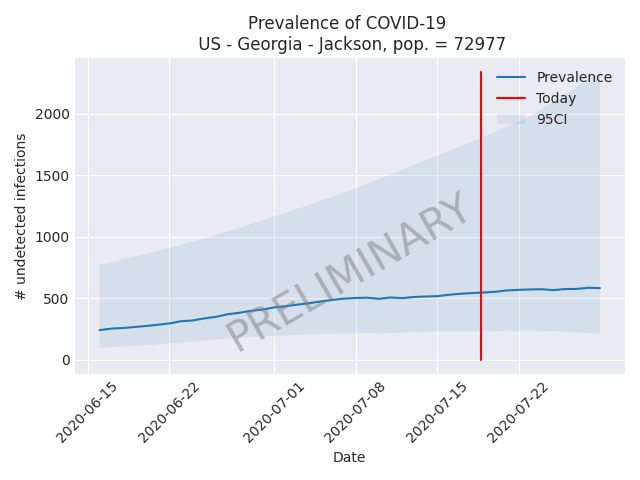 Prevalence of COVID-19
US - Georgia - Jackson, pop. = 72977
Prevalence
Today
95CI
# undetected infections
2000
1500
1000
500
0
PRELIMINARY
2020-06-15
2020-06-22
2020-07-01
2020-07-08
2020-07-15
2020-07-22
Date